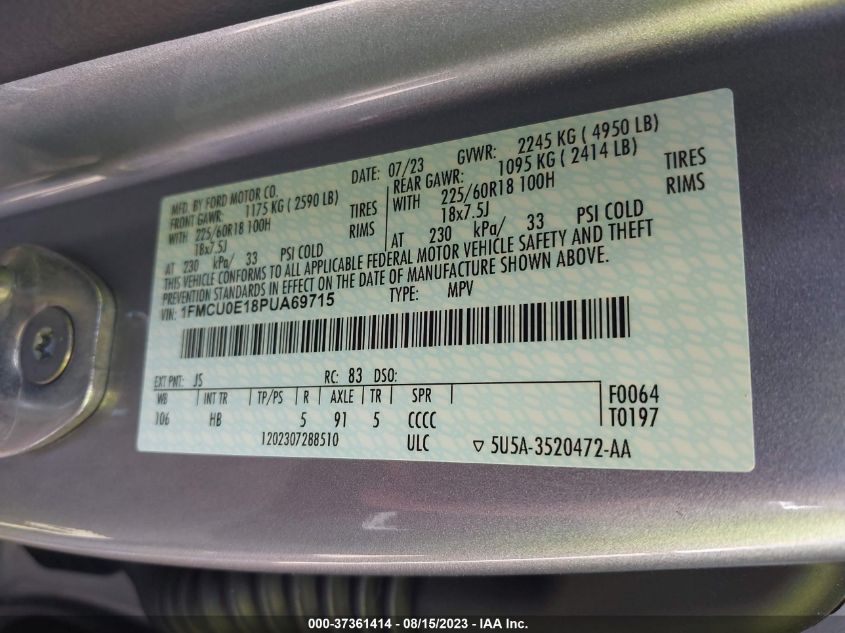 MFD. BY FORD MOTOR CO.
DATE: 07/23 GVWR: 2245 KG ( 4950 LB)
FRONT GAWR: 1175 KG ( 2590 LB)
REAR GAWR: 1095 KG ( 2414 LB)
WITH 225/60R18 100H TIRES
WITH 225/60R18 100H TIRES
18x7.5J RIMS
18x7.5J RIMS
AT 230 kPa/ 33 PSI COLD
AT 230 kPa/ 33 PSI COLD
THIS VEHICLE CONFORMS TO ALL APPLICABLE FEDERAL MOTOR VEHICLE SAFETY AND THEFT
PREVENTION STANDARDS IN EFFECT ON THE DATE OF MANUFACTURE SHOWN ABOVE.
VIN: 1FMCU0E18PUA69715 TYPE: MPV
EXT PNT: JS RC: 83 DSO:
WB INT TR TP/PS R AXLE TR SPR F0064
106 HB 5 91 5 CCCC T0197
1202307288510 ULC ▽ 5U5A-3520472-AA
000-37361414 - 08/15/2023 - IAA Inc.